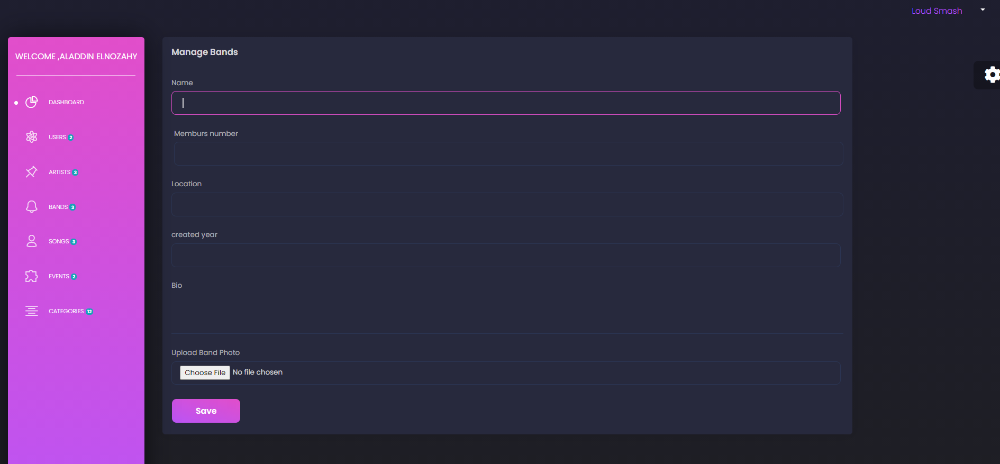 Loud Smash
WELCOME ,ALADDIN ELNOZAHY
DASHBOARD
USERS 2
ARTISTS 3
BANDS 3
SONGS 3
EVENTS 2
CATEGORIES 12
Manage Bands
Name
Memburs number
Location
created year
Bio
Upload Band Photo
Choose File No file chosen
Save